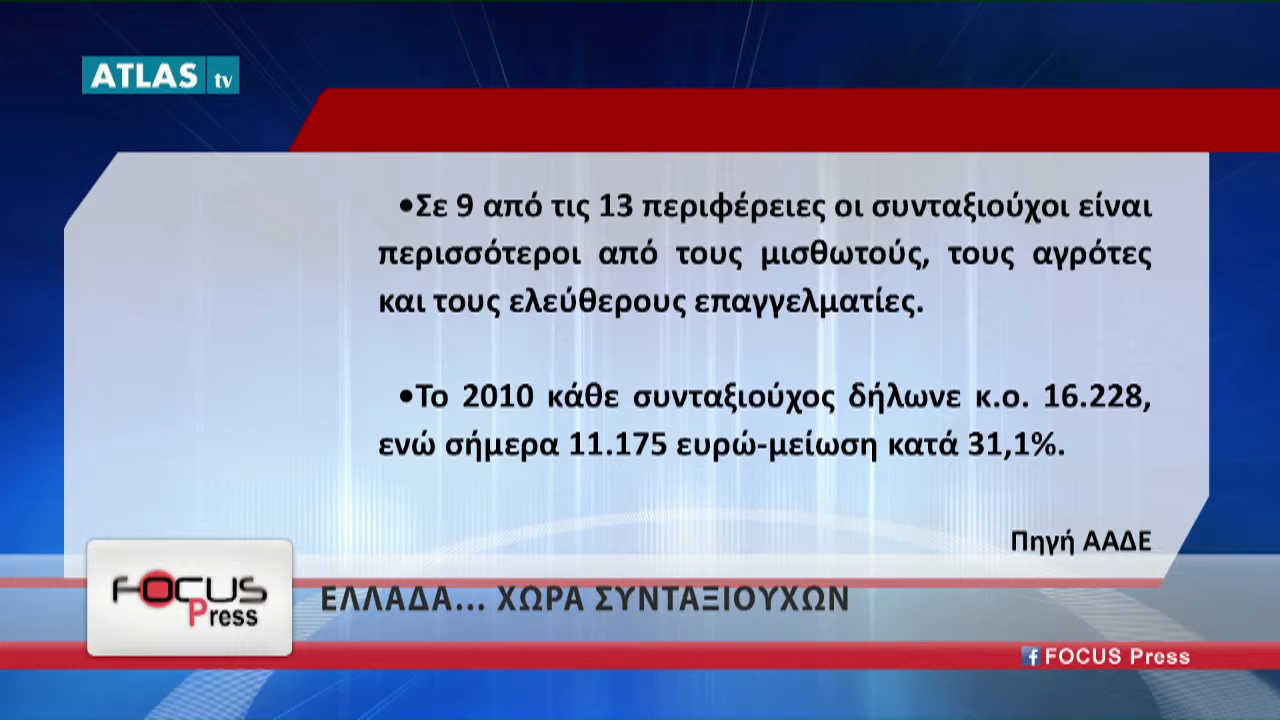 ATLAS tv
•Σε 9 από τις 13 περιφέρειες οι συνταξιούχοι είναι
περισσότεροι από τους μισθωτούς, τους αγρότες
και τους ελεύθερους επαγγελματίες.
•Το 2010 κάθε συνταξιούχος δήλωνε κ.ο. 16.228,
ενώ σήμερα 11.175 ευρώ-μείωση κατά 31,1%.
Πηγή ΑΑΔΕ
FOCUS
Press
ΕΛΛΑΔΑ... ΧΩΡΑ ΣΥΝΤΑΞΙΟΥΧΩΝ
f FOCUS Press